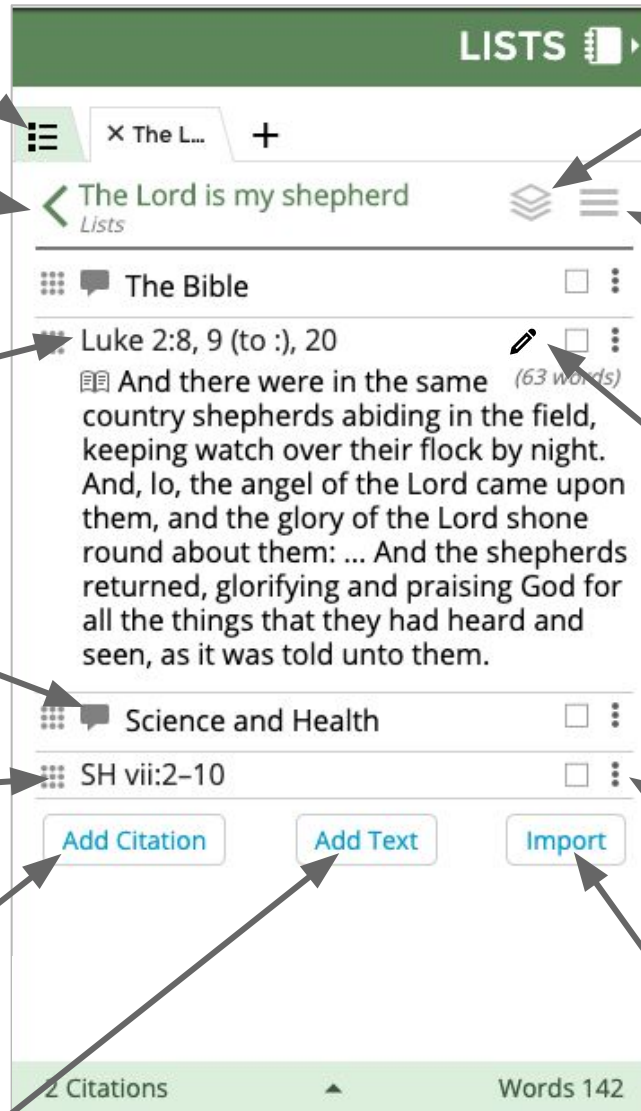 LISTS
The L...
The Lord is my shepherd
Lists
The Bible
Luke 2:8, 9 (to :), 20
And there were in the same (63 words)
country shepherds abiding in the field,
keeping watch over their flock by night.
And, lo, the angel of the Lord came upon
them, and the glory of the Lord shone
round about them: ... And the shepherds
returned, glorifying and praising God for
all the things that they had heard and
seen, as it was told unto them.
Science and Health
SH vii:2–10
Add Citation Add Text Import
2 Citations Words 142